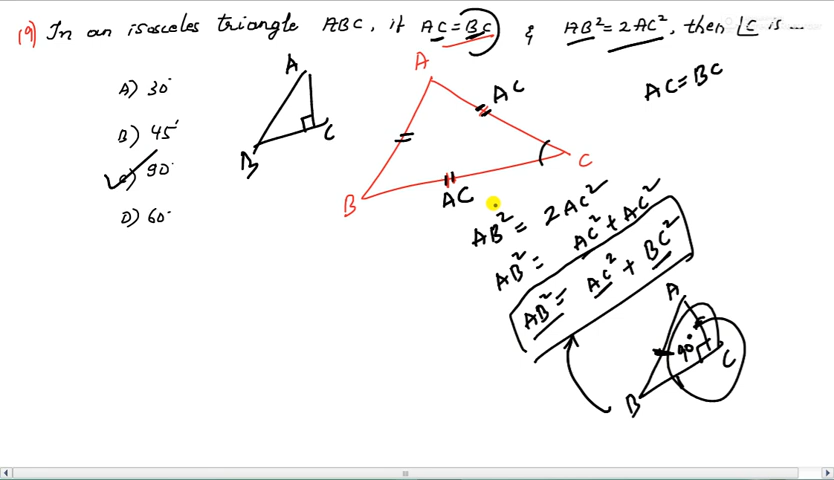 19) In an isosceles triangle ABC, if AC = BC & AB² = 2AC², then ∠C is ...
A) 30°
B) 45°
C) 90°
D) 60°
A
B
C
A
B
C
AC
AC
AC = BC
AB² = 2AC²
AB² = AC² + AC²
AB² = AC² + BC²
A
B
C
90°